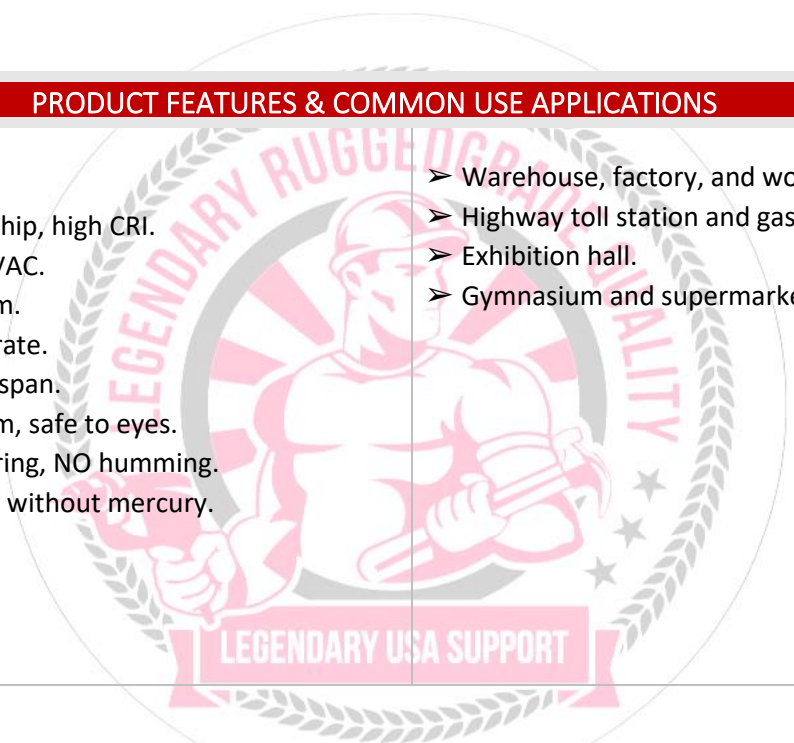 PRODUCT FEATURES & COMMON USE APPLICATIONS
hip, high CRI.
VAC.
m.
rate.
span.
m, safe to eyes.
ring, NO humming.
without mercury.
➢ Warehouse, factory, and wo
➢ Highway toll station and gas
➢ Exhibition hall.
➢ Gymnasium and supermarke
LEGENDARY RUGGEDGRADE QUALITY
LEGENDARY USA SUPPORT